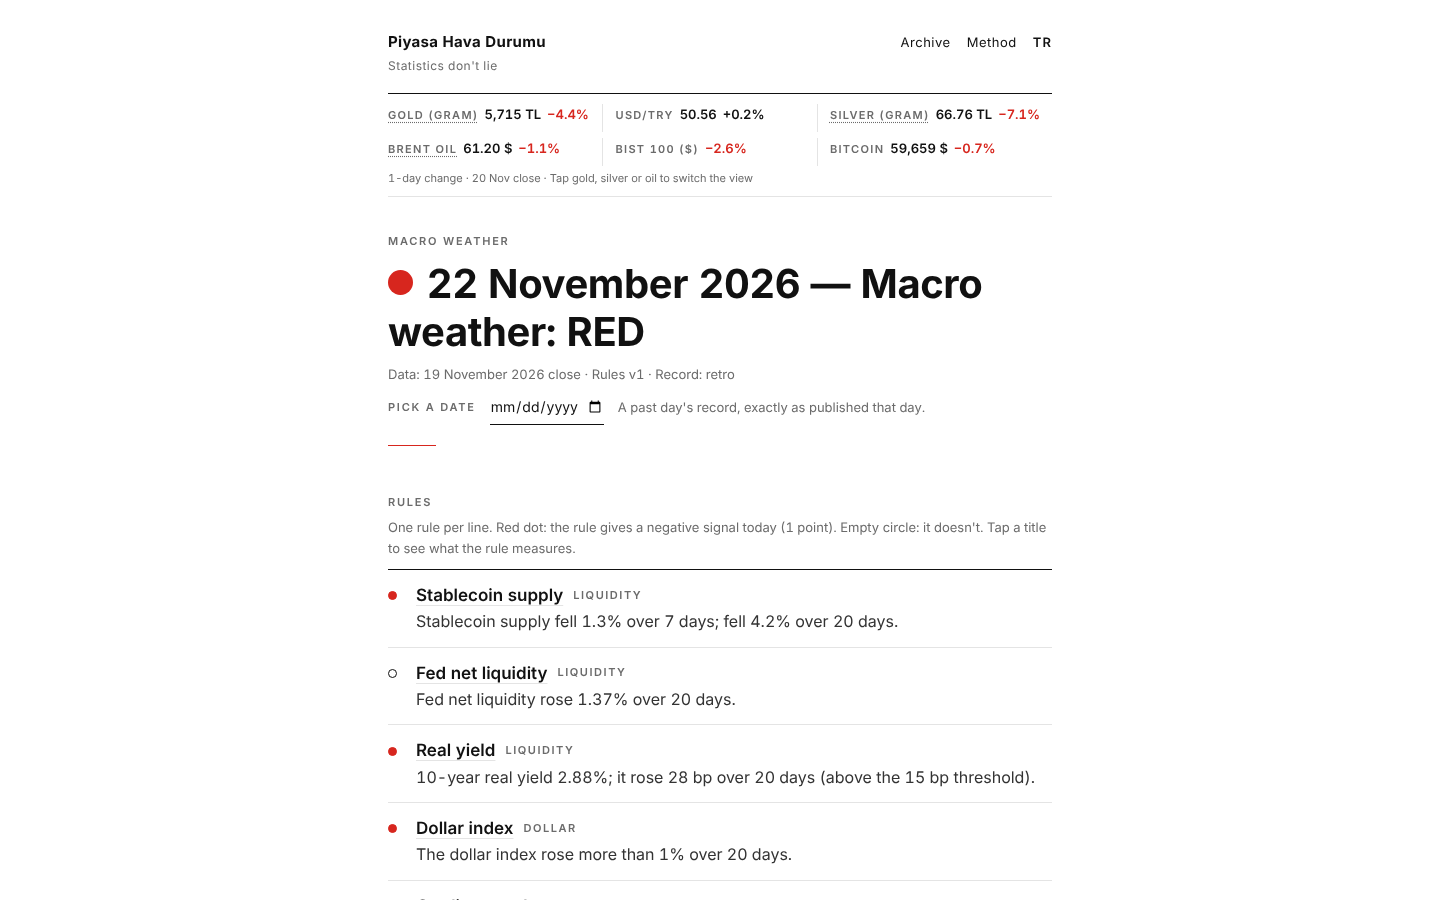 Piyasa Hava Durumu
Archive Method TR
Statistics don't lie
GOLD (GRAM) 5,715 TL −4.4% USD/TRY 50.56 +0.2% SILVER (GRAM) 66.76 TL −7.1%
BRENT OIL 61.20 $ −1.1% BIST 100 ($) −2.6% BITCOIN 59,659 $ −0.7%
1-day change · 20 Nov close · Tap gold, silver or oil to switch the view
MACRO WEATHER
22 November 2026 — Macro
weather: RED
Data: 19 November 2026 close · Rules v1 · Record: retro
PICK A DATE mm/dd/yyyy A past day's record, exactly as published that day.
RULES
One rule per line. Red dot: the rule gives a negative signal today (1 point). Empty circle: it doesn't. Tap a title
to see what the rule measures.
Stablecoin supply LIQUIDITY
Stablecoin supply fell 1.3% over 7 days; fell 4.2% over 20 days.
Fed net liquidity LIQUIDITY
Fed net liquidity rose 1.37% over 20 days.
Real yield LIQUIDITY
10-year real yield 2.88%; it rose 28 bp over 20 days (above the 15 bp threshold).
Dollar index DOLLAR
The dollar index rose more than 1% over 20 days.